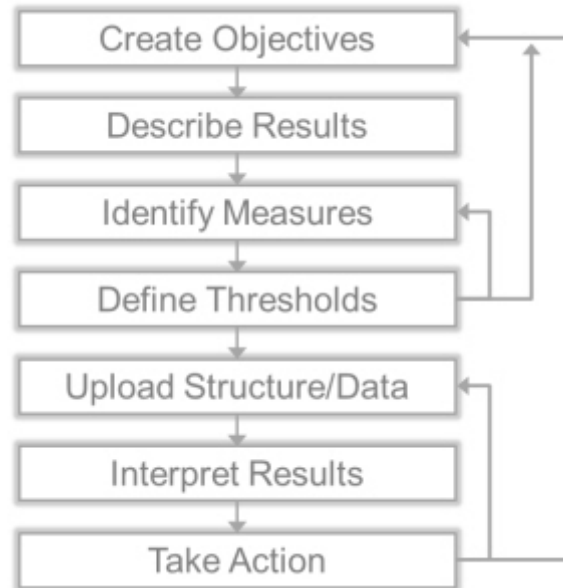 Create Objectives
Describe Results
Identify Measures
Define Thresholds
Upload Structure/Data
Interpret Results
Take Action